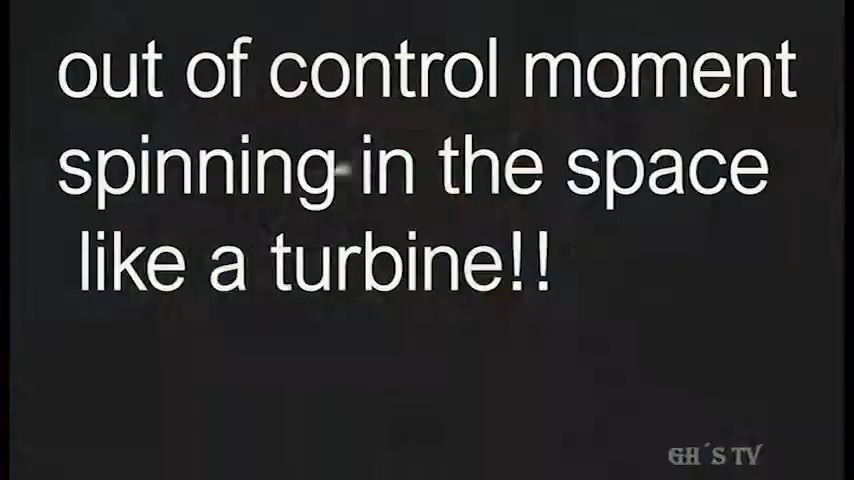 out of control moment
spinning in the space
like a turbine!!
GH´S TV